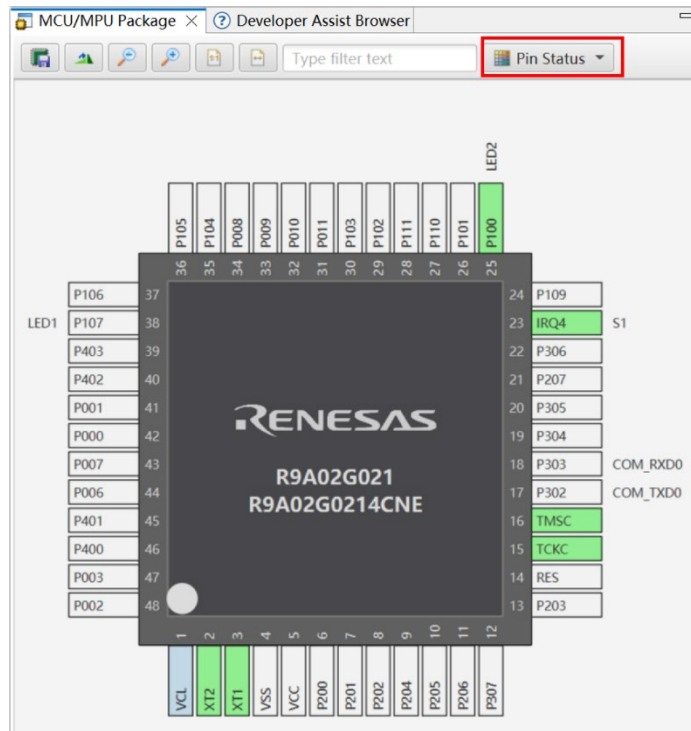 MCU/MPU Package
Developer Assist Browser
Type filter text
Pin Status
LED2
P105
P104
P008
P009
P010
P011
P103
P102
P111
P110
P101
P100
36
35
34
33
32
31
30
29
28
27
26
25
P106 37
LED1 P107 38
P403 39
P402 40
P001 41
P000 42
P007 43
P006 44
P401 45
P400 46
P003 47
P002 48
RENESAS
R9A02G021
R9A02G0214CNE
24 P109
23 IRQ4 S1
22 P306
21 P207
20 P305
19 P304
18 P303 COM_RXD0
17 P302 COM_TXD0
16 TMSC
15 TCKC
14 RES
13 P203
1
2
3
4
5
6
7
8
9
10
11
12
VCL
XT2
XT1
VSS
VCC
P200
P201
P202
P204
P205
P206
P307